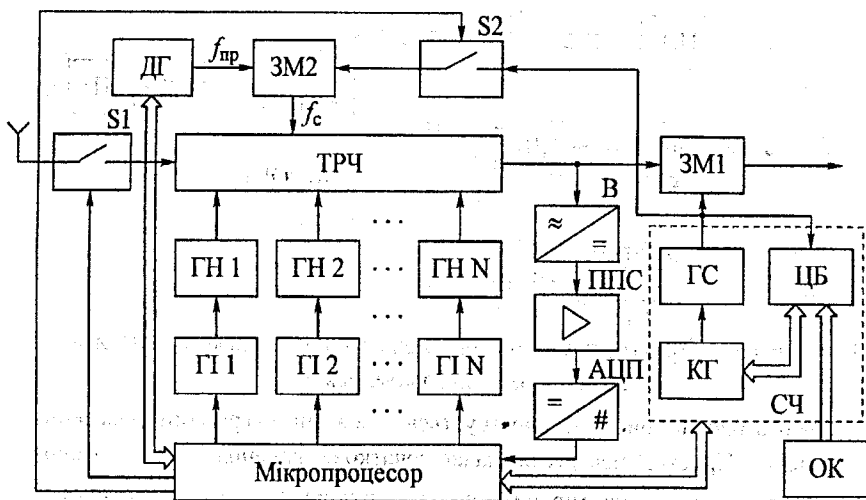 S2
ДГ
fпр
ЗМ2
S1
fс
ТРЧ
ЗМ1
В
≈
=
ГН 1
ГН 2
...
ГН N
ППС
ГС
ЦБ
...
ГІ 1
ГІ 2
...
ГІ N
АЦП
=
#
КГ
СЧ
...
Мікропроцесор
ОК